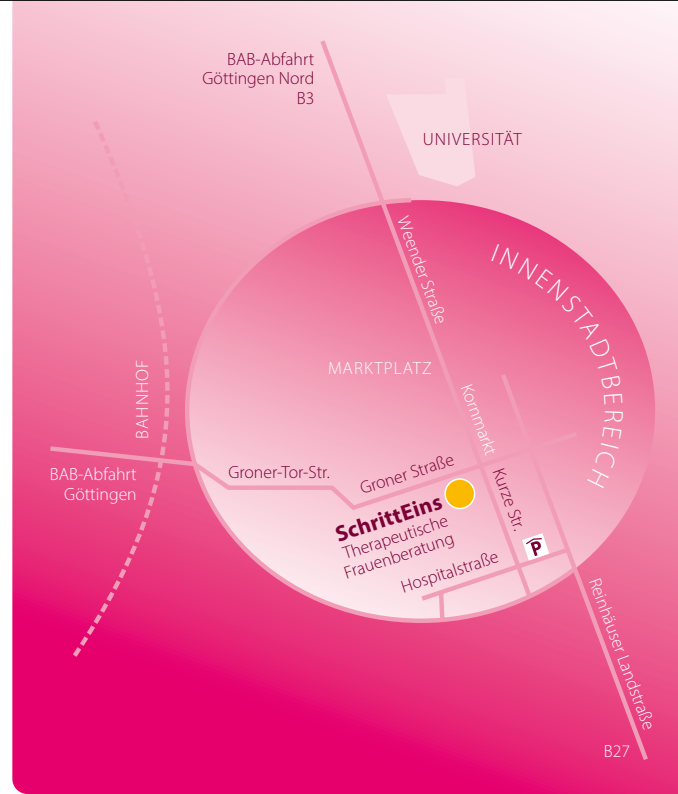 BAB-Abfahrt
Göttingen Nord
B3
UNIVERSITÄT
Weender Straße
INNENSTADTBEREICH
MARKTPLATZ
BAHNHOF
Kornmarkt
BAB-Abfahrt
Göttingen
Groner-Tor-Str.
Groner Straße
Kurze Str.
SchrittEins
Therapeutische
Frauenberatung
P
Hospitalstraße
Reinhäuser Landstraße
B27